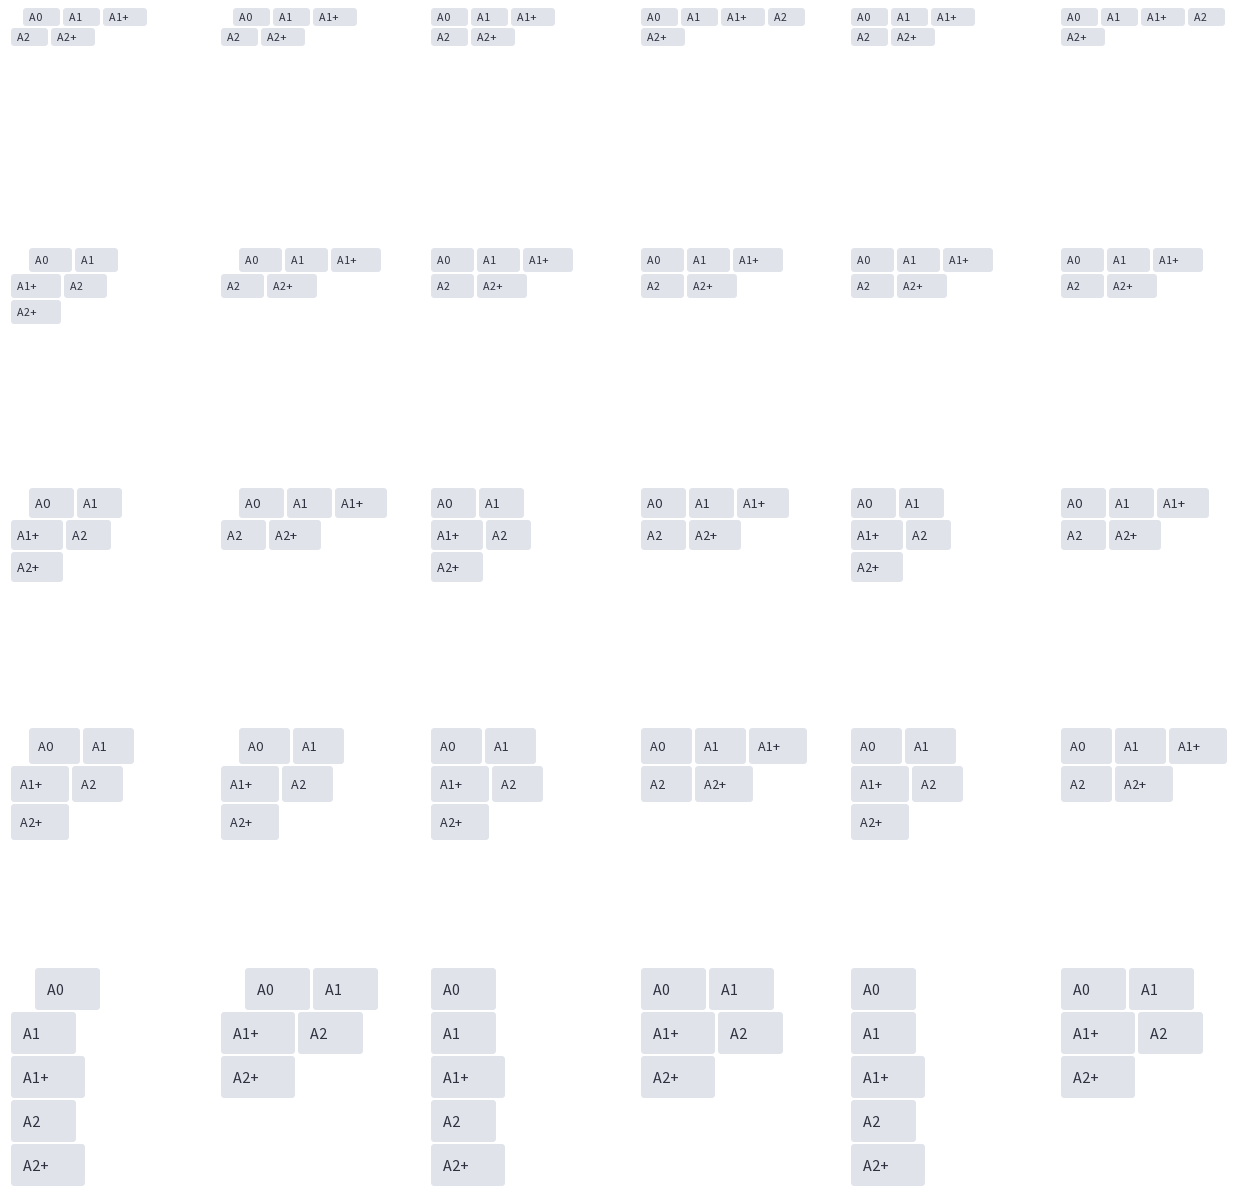 A0 A1 A1+ A0 A1 A1+ A0 A1 A1+ A0 A1 A1+ A2 A0 A1 A1+ A0 A1 A1+ A2
A2 A2+ A2 A2+ A2 A2+ A2+ A2 A2+ A2+
A0 A1 A0 A1 A1+ A0 A1 A1+ A0 A1 A1+ A0 A1 A1+ A0 A1 A1+
A1+ A2 A2 A2+ A2 A2+ A2 A2+ A2 A2+ A2 A2+
A2+
A0 A1 A0 A1 A1+ A0 A1 A0 A1 A1+ A0 A1 A0 A1 A1+
A1+ A2 A2 A2+ A1+ A2 A2 A2+ A1+ A2 A2 A2+
A2+ A2+ A2+
A0 A1 A0 A1 A0 A1 A0 A1 A1+ A0 A1 A0 A1 A1+
A1+ A2 A1+ A2 A1+ A2 A2 A2+ A1+ A2 A2 A2+
A2+ A2+ A2+ A2+
A0 A0 A1 A0 A0 A1 A0 A0 A1
A1 A1+ A2 A1 A1+ A2 A1 A1+ A2
A1+ A2+ A1+ A2+ A1+ A2+
A2 A2 A2
A2+ A2+ A2+